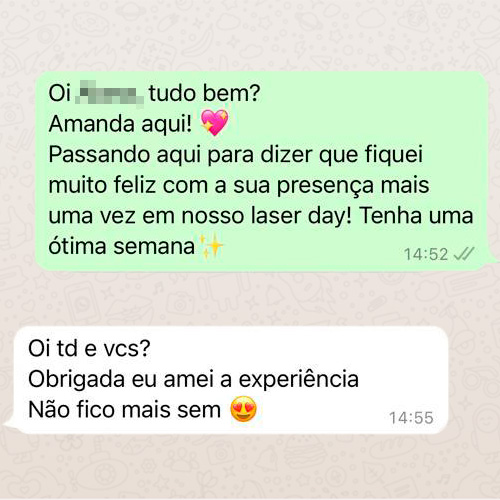 Oi tudo bem?
Amanda aqui! 💖
Passando aqui para dizer que fiquei
muito feliz com a sua presença mais
uma vez em nosso laser day! Tenha uma
ótima semana✨
14:52
Oi td e vcs?
Obrigada eu amei a experiência
Não fico mais sem 😍
14:55